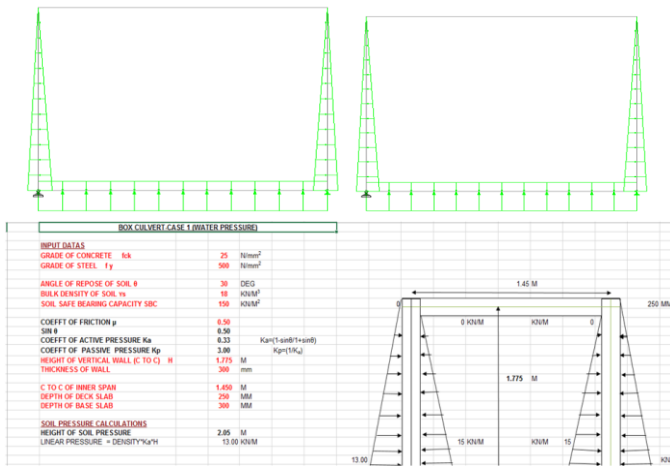 BOX CULVERT-CASE 1 (WATER PRESSURE)
INPUT DATAS
GRADE OF CONCRETE fck 25 N/mm²
GRADE OF STEEL f y 500 N/mm²
ANGLE OF REPOSE OF SOIL θ 30 DEG
BULK DENSITY OF SOIL γs 18 KN/M³
SOIL SAFE BEARING CAPACITY SBC 150 KN/M²
COEFFT OF FRICTION μ 0.50
SIN θ 0.50
COEFFT OF ACTIVE PRESSURE Ka 0.33 Ka=(1-sinθ/1+sinθ)
COEFFT OF PASSIVE PRESSURE Kp 3.00 Kp=(1/Ka)
HEIGHT OF VERTICAL WALL (C TO C) H 1.775 M
THICKNESS OF WALL 300 mm
C TO C OF INNER SPAN 1.450 M
DEPTH OF DECK SLAB 250 MM
DEPTH OF BASE SLAB 300 MM
SOIL PRESSURE CALCULATIONS
HEIGHT OF SOIL PRESSURE 2.05 M
LINEAR PRESSURE = DENSITY*Ka*H 13.00 KN/M
1.45 M
0 250 MM
0 KN/M KN/M 0
1.775 M
15 KN/M KN/M 15
13.00 KN